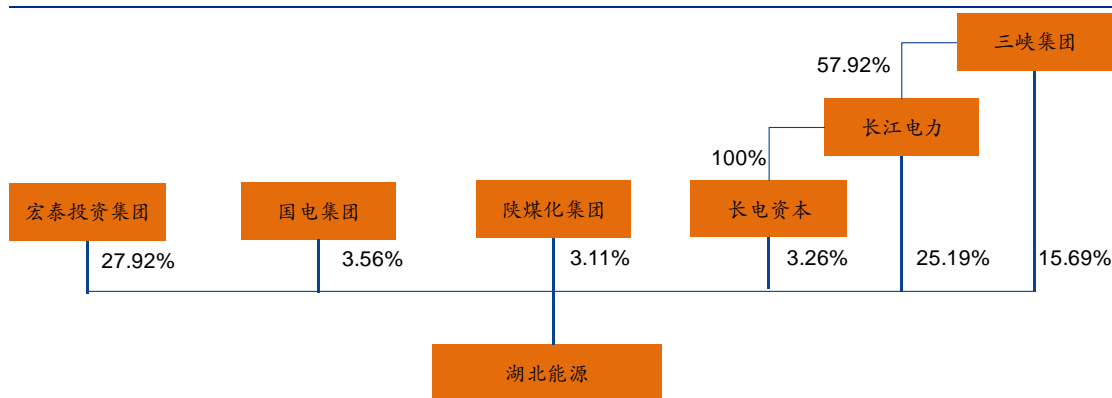 三峡集团
57.92%
长江电力
100%
宏泰投资集团
国电集团
陕煤化集团
长电资本
27.92%
3.56%
3.11%
3.26%
25.19%
15.69%
湖北能源